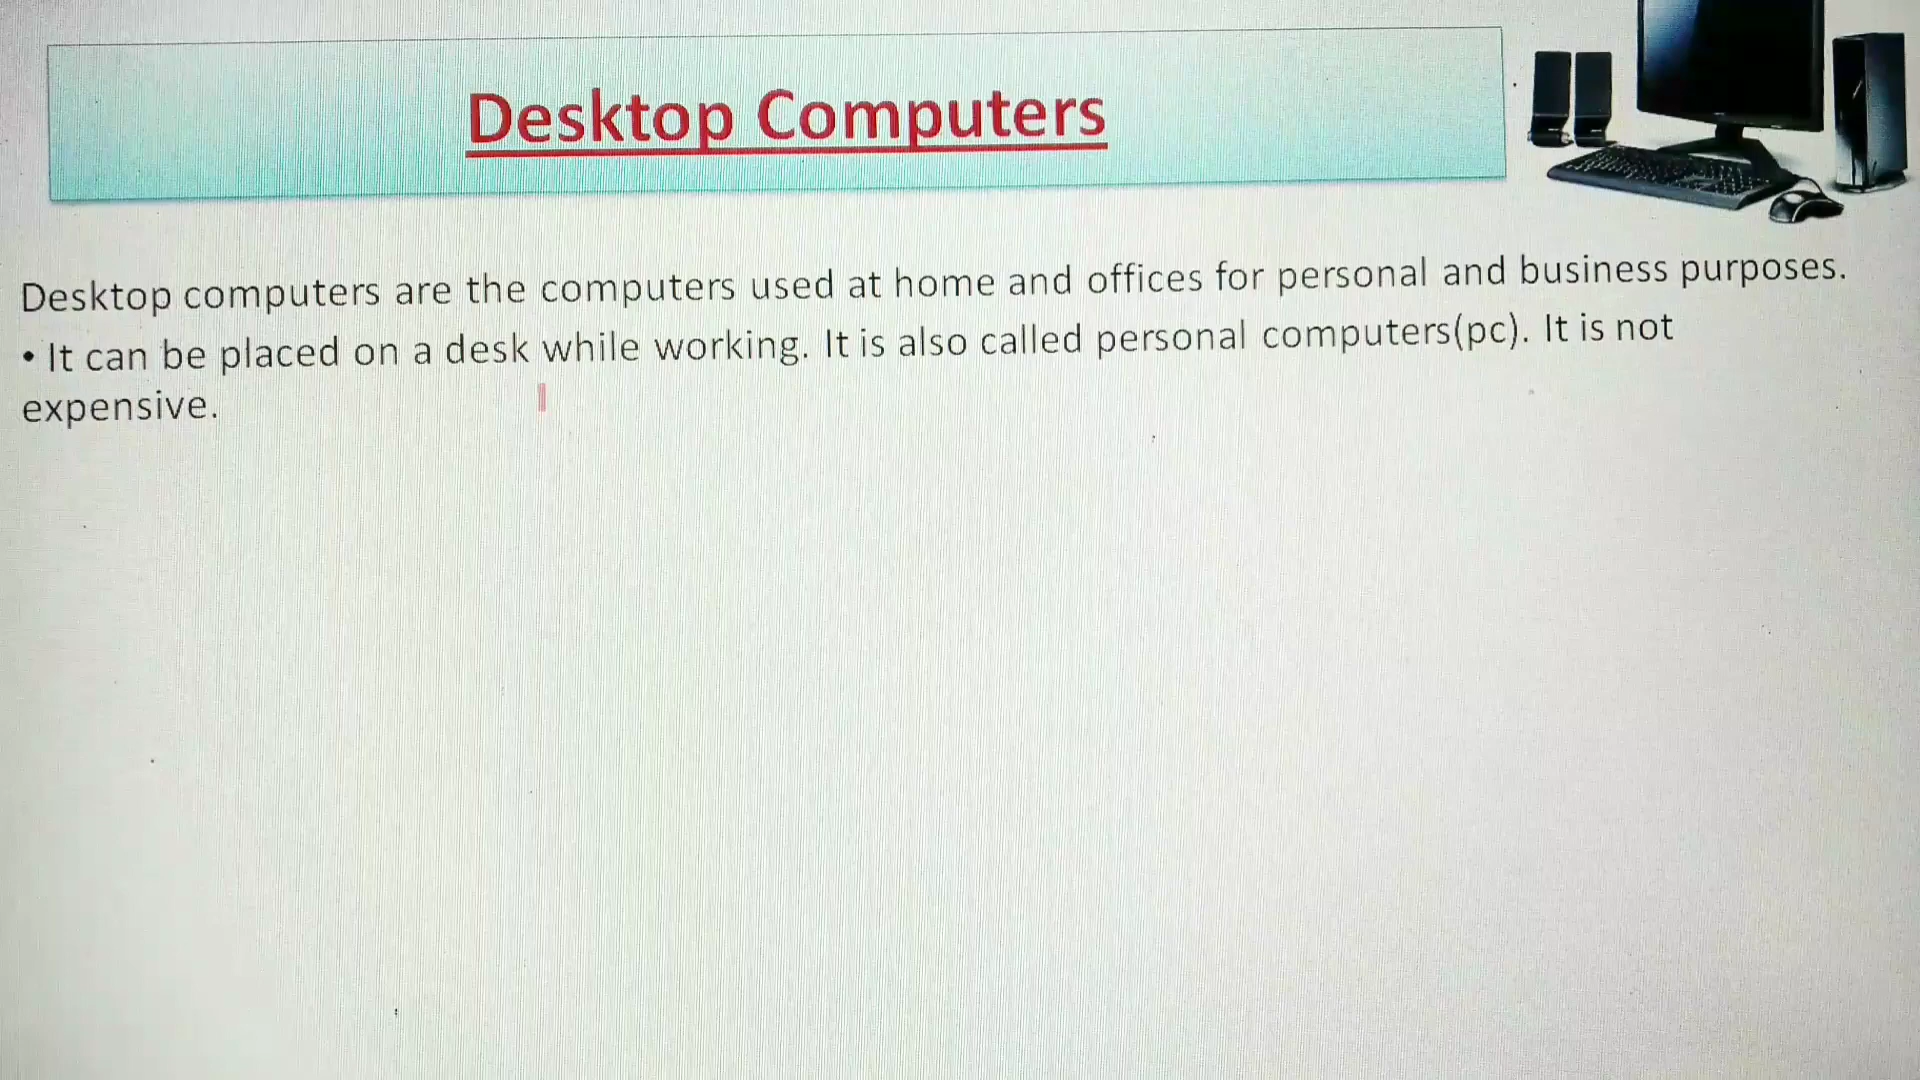 Desktop Computers
Desktop computers are the computers used at home and offices for personal and business purposes.
• It can be placed on a desk while working. It is also called personal computers(pc). It is not
expensive.